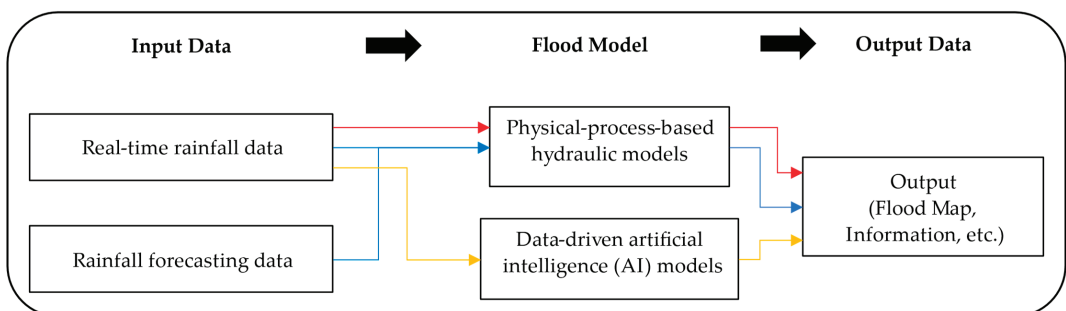 Input Data
Flood Model
Output Data
Real-time rainfall data
Rainfall forecasting data
Physical-process-based
hydraulic models
Data-driven artificial
intelligence (AI) models
Output
(Flood Map,
Information, etc.)